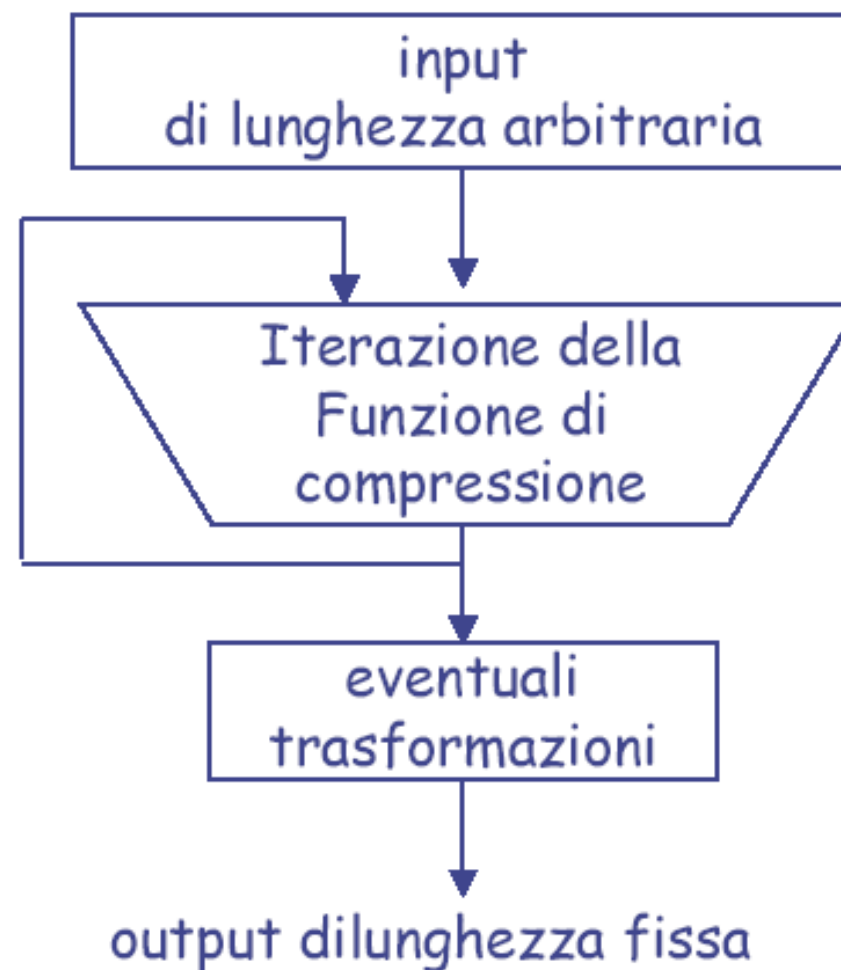 input
di lunghezza arbitraria
Iterazione della
Funzione di
compressione
eventuali
trasformazioni
output dilunghezza fissa